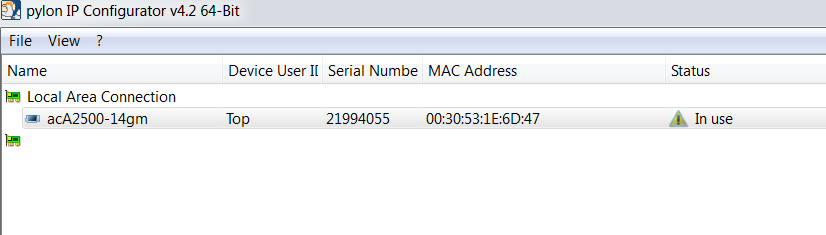 pylon IP Configurator v4.2 64-Bit
File View ?
Name Device User II Serial Numbe MAC Address Status
Local Area Connection
acA2500-14gm Top 21994055 00:30:53:1E:6D:47 In use